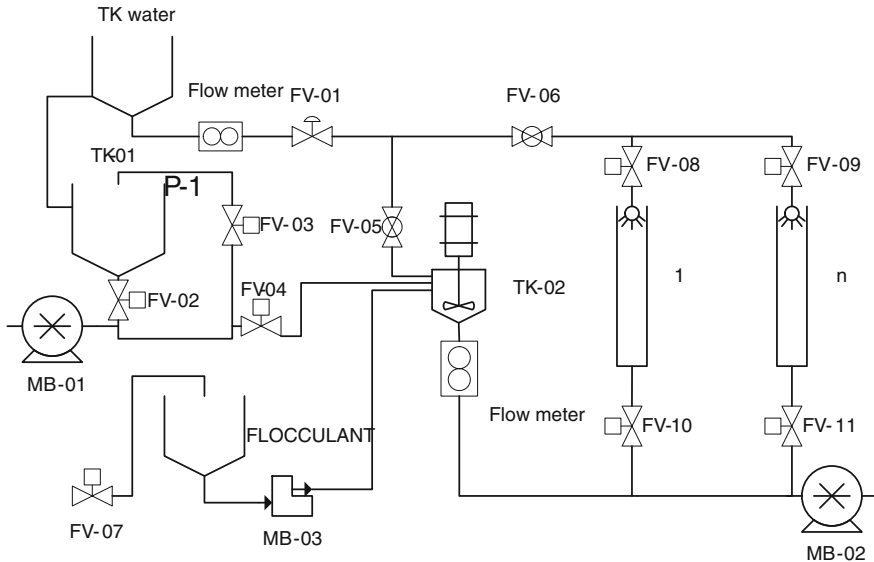 TK water
Flow meter
FV-01
FV-06
TK01
P-1
FV-08
FV-09
FV-03
FV-05
FV-02
FV04
TK-02
1
n
MB-01
FLOCCULANT
Flow meter
FV-10
FV-11
FV-07
MB-03
MB-02